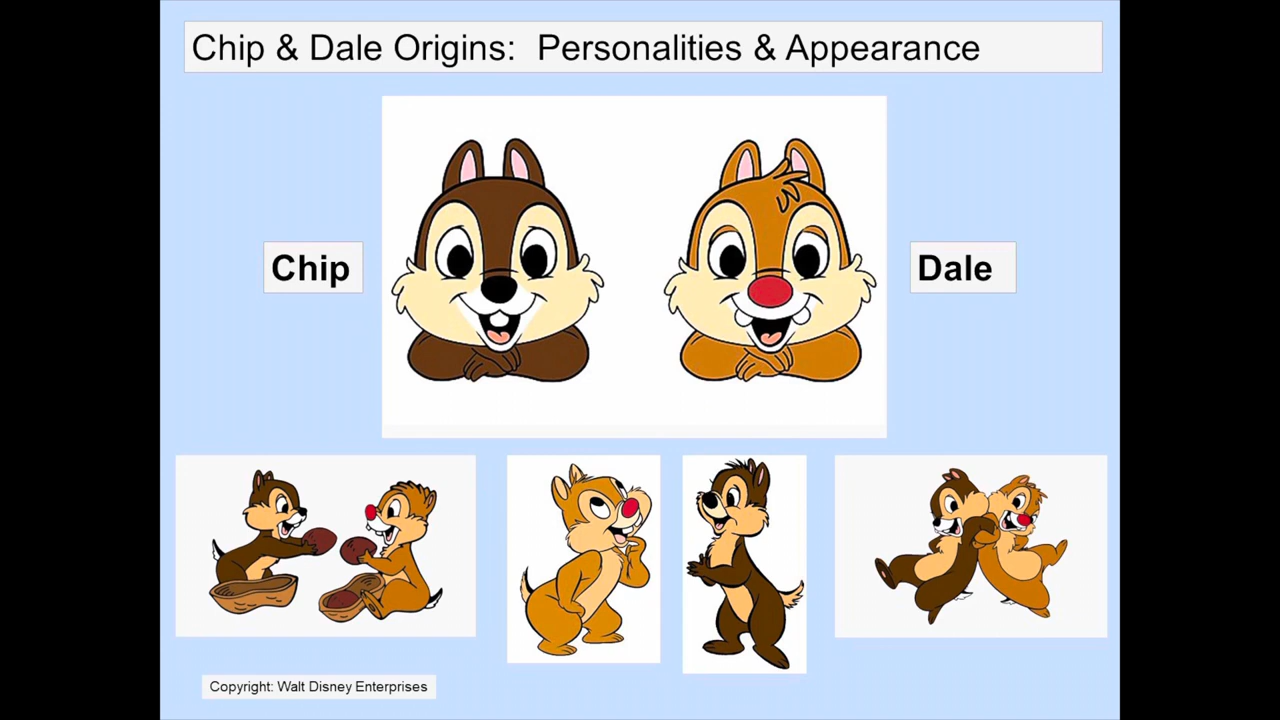 Chip & Dale Origins:  Personalities & Appearance
Chip
Dale
Copyright: Walt Disney Enterprises